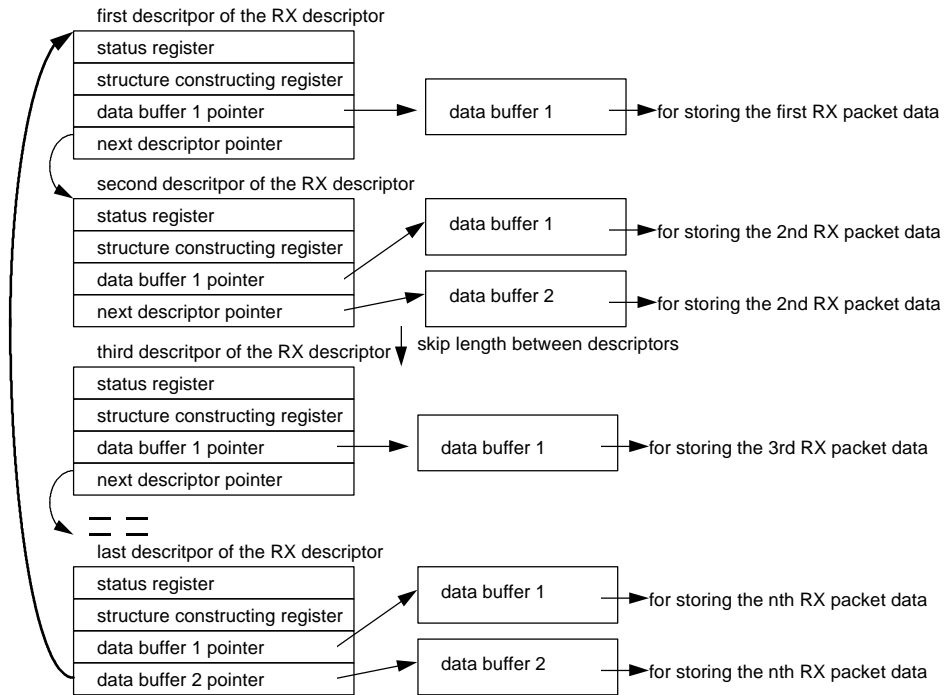 first descritpor of the RX descriptor
status register
structure constructing register
data buffer 1 pointer
data buffer 1
for storing the first RX packet data
next descriptor pointer
second descritpor of the RX descriptor
status register
structure constructing register
data buffer 1 pointer
next descriptor pointer
data buffer 1
for storing the 2nd RX packet data
data buffer 2
for storing the 2nd RX packet data
skip length between descriptors
third descritpor of the RX descriptor
status register
structure constructing register
data buffer 1 pointer
data buffer 1
for storing the 3rd RX packet data
next descriptor pointer
last descritpor of the RX descriptor
status register
structure constructing register
data buffer 1 pointer
data buffer 2 pointer
data buffer 1
for storing the nth RX packet data
data buffer 2
for storing the nth RX packet data